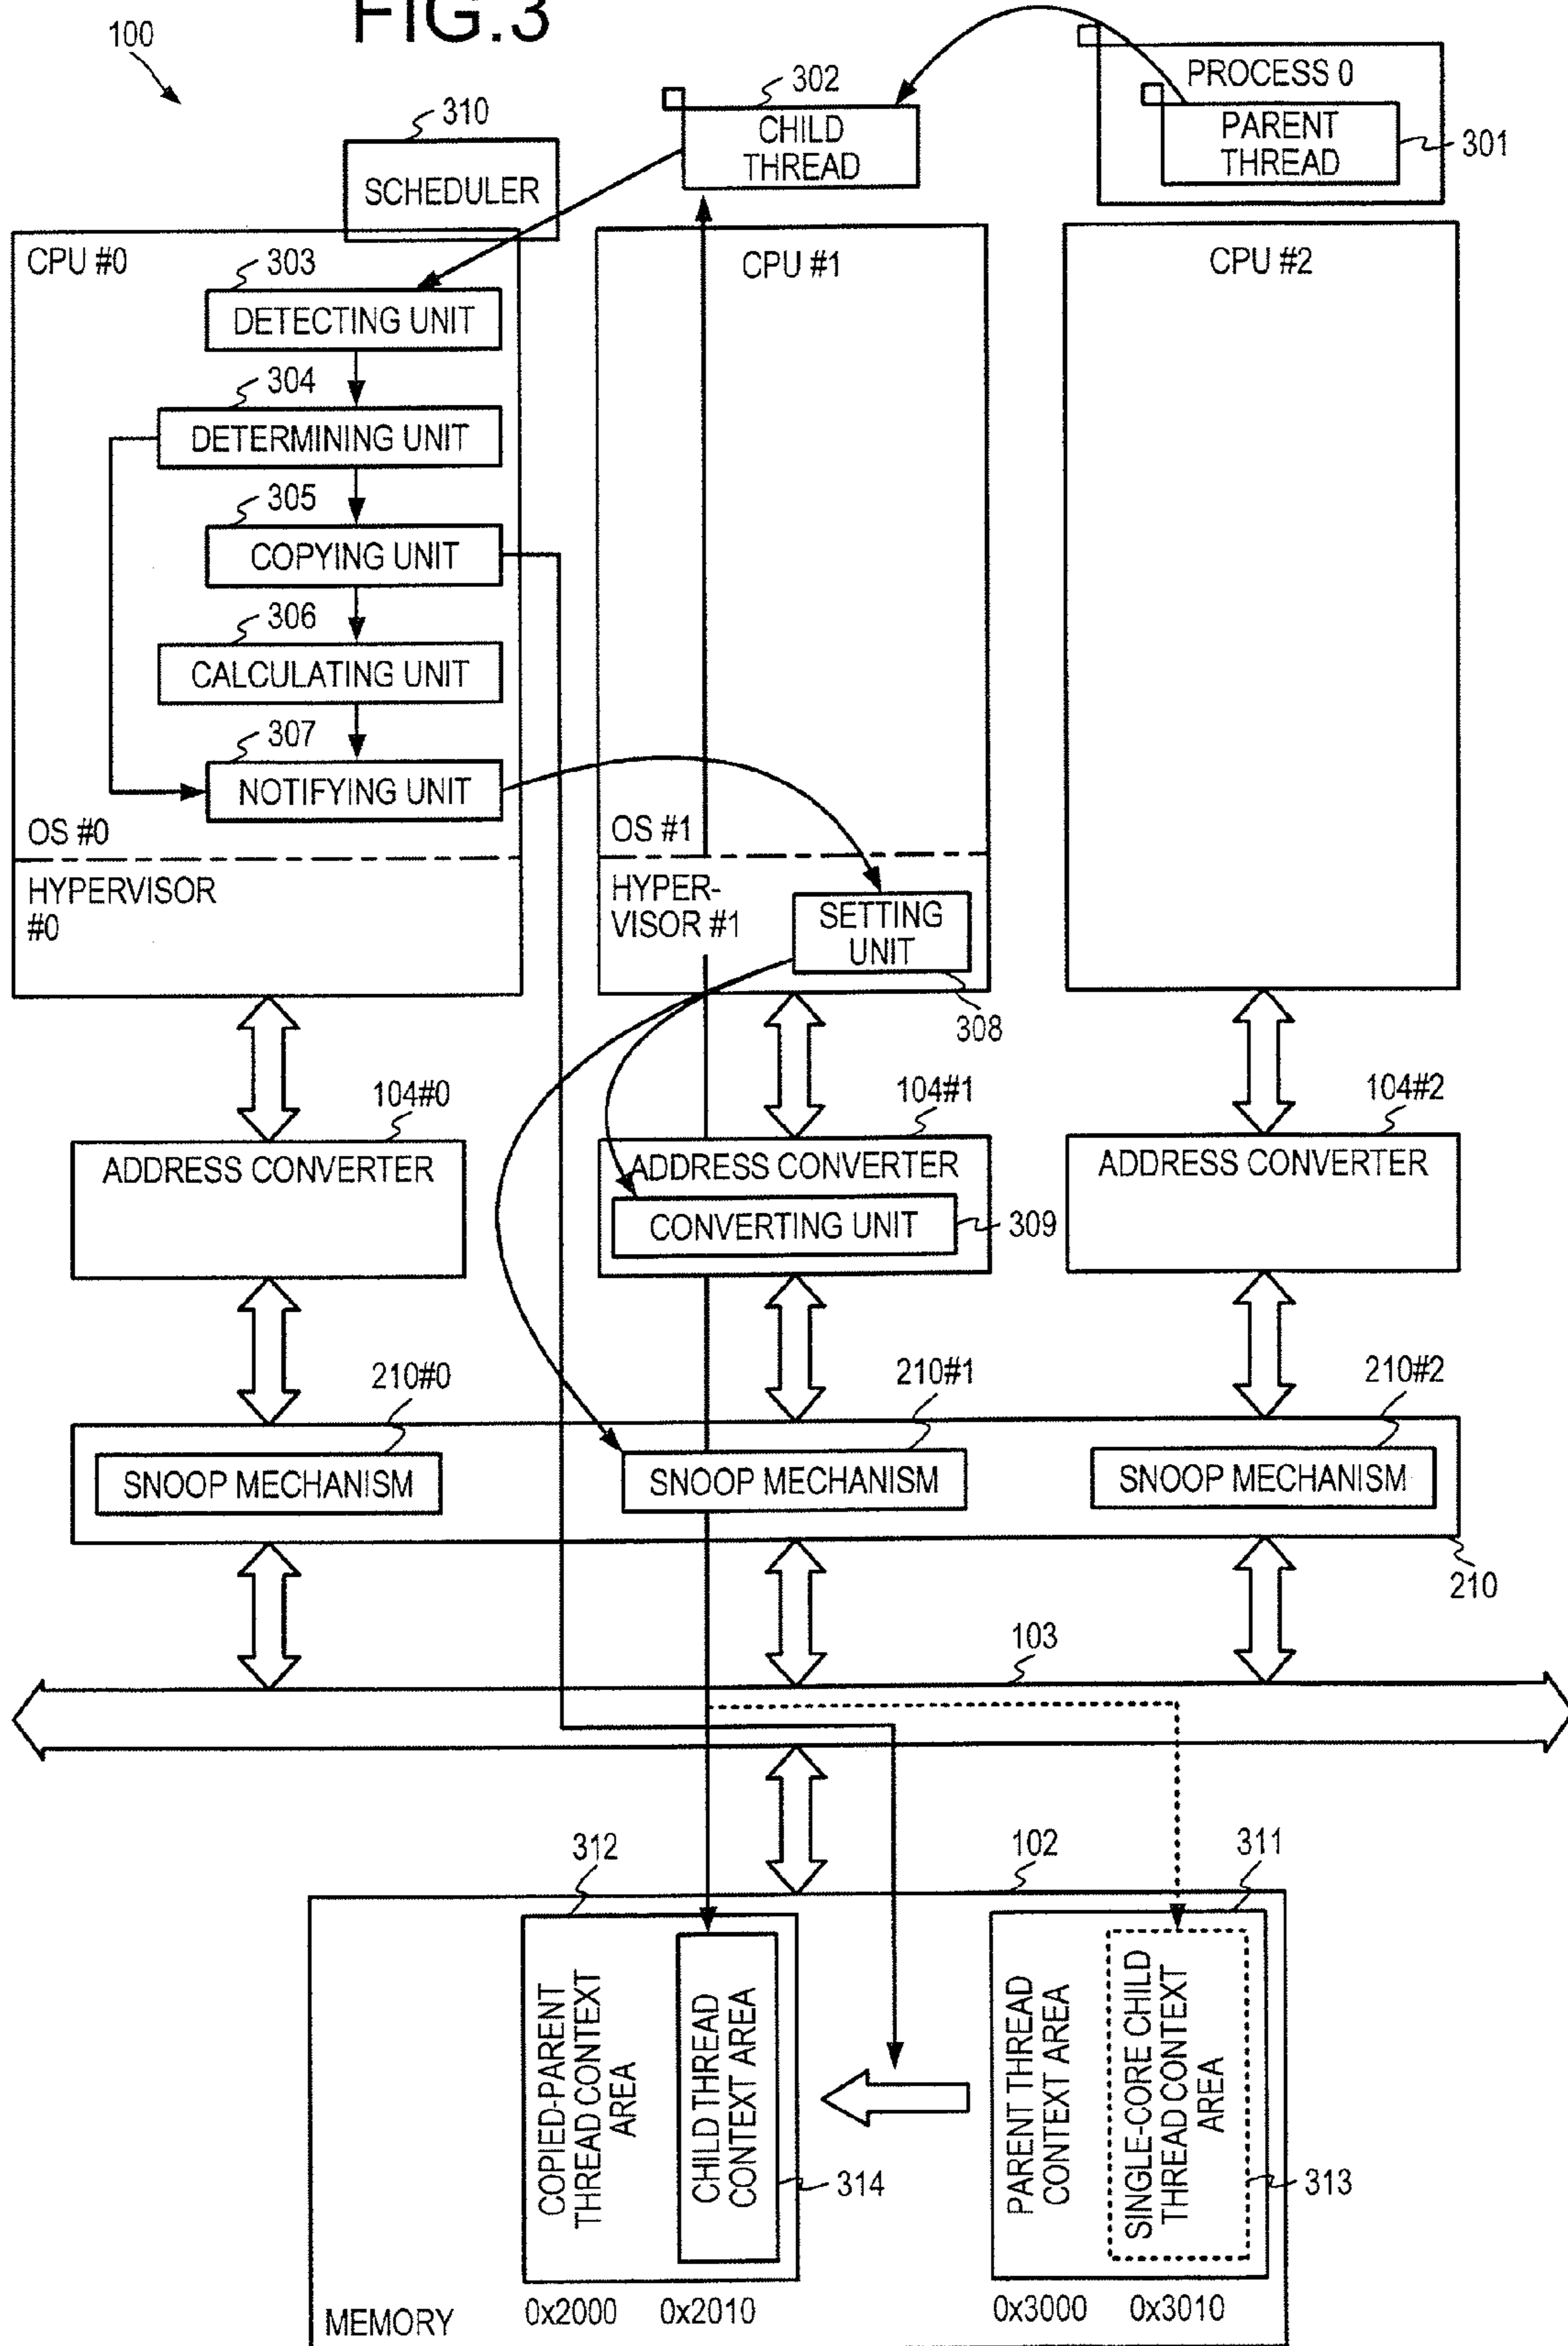 FIG.3
100
302
PROCESS 0
310
CHILD
THREAD
PARENT
THREAD
301
SCHEDULER
CPU #0
303
CPU #1
CPU #2
DETECTING UNIT
304
DETERMINING UNIT
305
COPYING UNIT
306
CALCULATING UNIT
307
NOTIFYING UNIT
OS #0
OS #1
HYPERVISOR
#0
HYPER-
VISOR #1
SETTING
UNIT
308
104#0
104#1
104#2
ADDRESS CONVERTER
ADDRESS CONVERTER
ADDRESS CONVERTER
CONVERTING UNIT
309
210#0
210#1
210#2
SNOOP MECHANISM
SNOOP MECHANISM
SNOOP MECHANISM
210
103
312
102
311
COPIED-PARENT
THREAD CONTEXT
AREA
CHILD THREAD
CONTEXT AREA
314
PARENT THREAD
CONTEXT AREA
SINGLE-CORE CHILD
THREAD CONTEXT
AREA
313
MEMORY
0x2000
0x2010
0x3000
0x3010